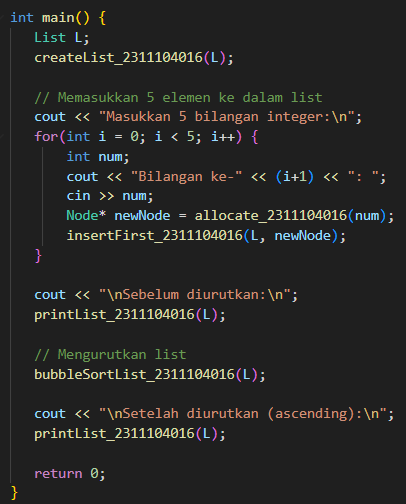 int main() {
List L;
createList_2311104016(L);
// Memasukkan 5 elemen ke dalam list
cout << "Masukkan 5 bilangan integer:\n";
for(int i = 0; i < 5; i++) {
int num;
cout << "Bilangan ke-" << (i+1) << ": ";
cin >> num;
Node* newNode = allocate_2311104016(num);
insertFirst_2311104016(L, newNode);
}
cout << "\nSebelum diurutkan:\n";
printList_2311104016(L);
// Mengurutkan list
bubbleSortList_2311104016(L);
cout << "\nSetelah diurutkan (ascending):\n";
printList_2311104016(L);
return 0;
}